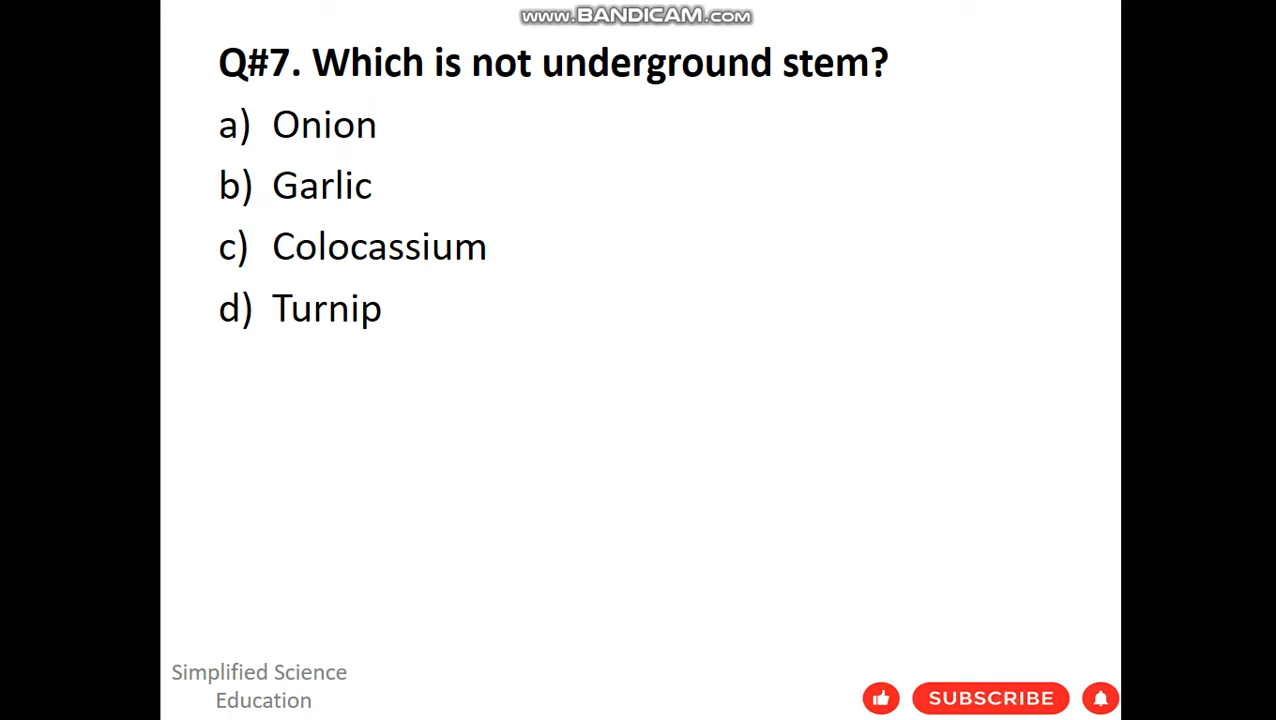 www.BANDICAM.com
Q#7. Which is not underground stem?
a) Onion
b) Garlic
c) Colocassium
d) Turnip
Simplified Science
Education
SUBSCRIBE